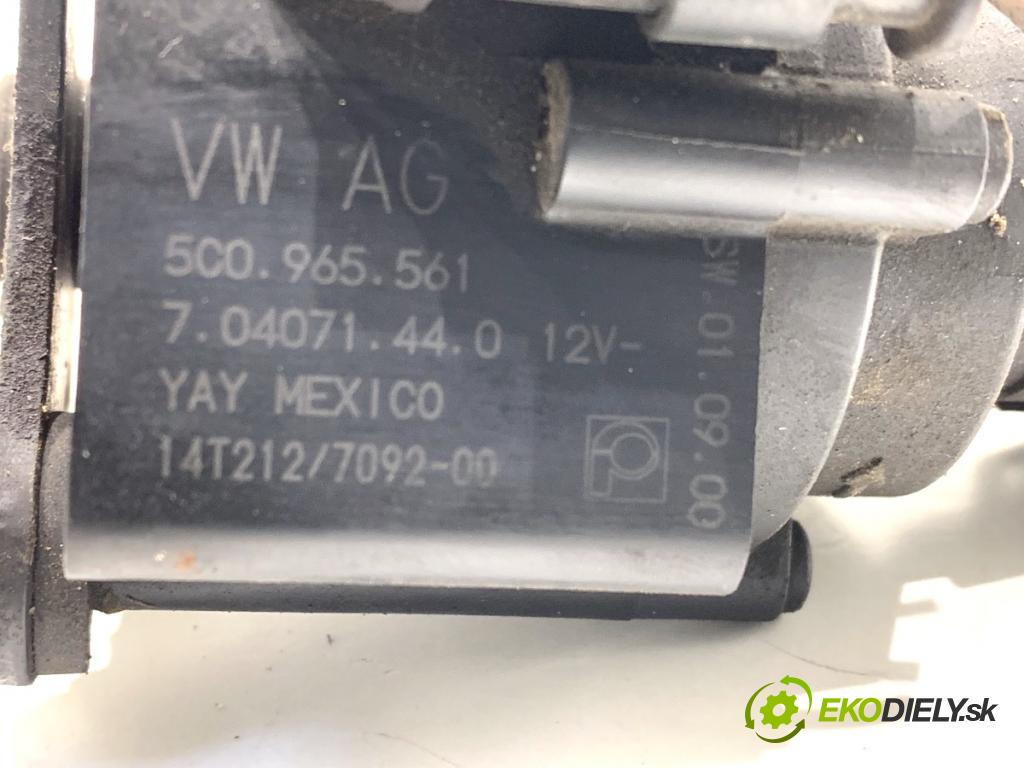 VW AG
5C0.965.561
7.04071.44.0 12V-
YAY MEXICO
14T212/7092-00
SW.01.09.00
EKODIELY.sk